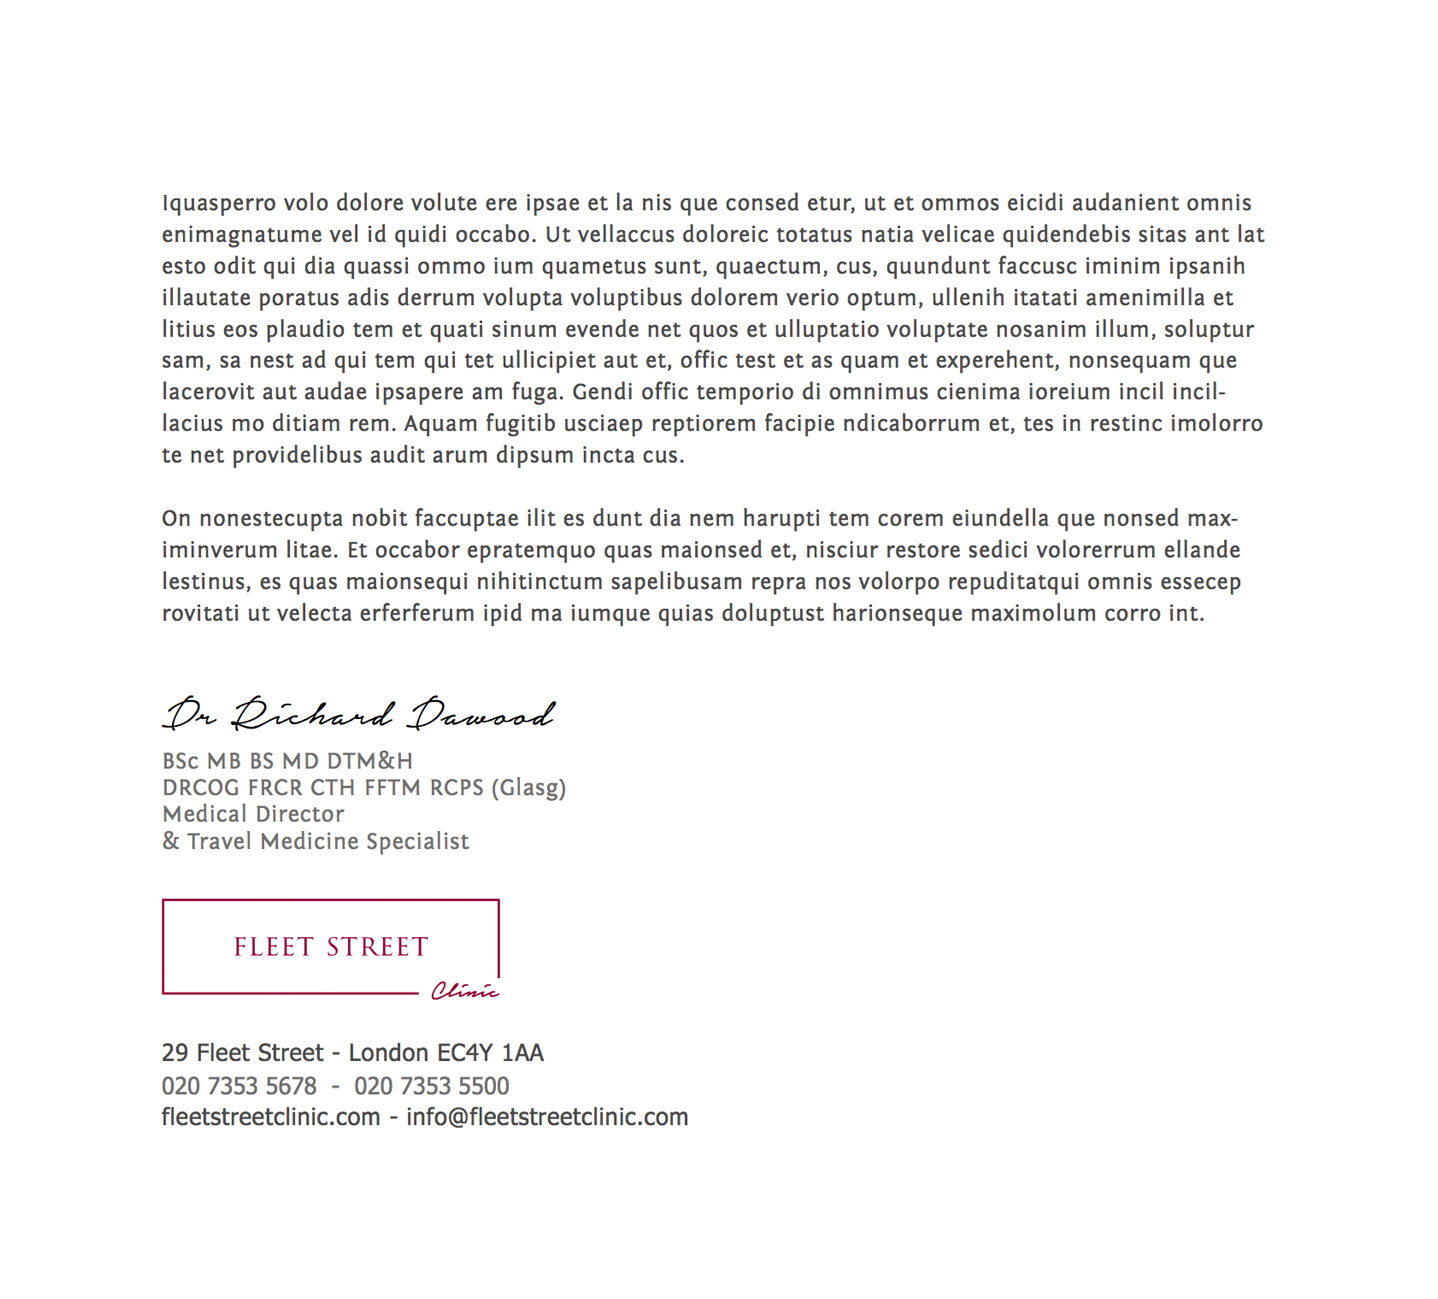 Iquasperro volo dolore volute ere ipsae et la nis que consed etur, ut et ommos eicidi audanient omnis
enimagnatume vel id quidi occabo. Ut vellaccus doloreic totatus natia velicae quidendebis sitas ant lat
esto odit qui dia quassi ommo ium quametus sunt, quaectum, cus, quundunt faccusc iminim ipsanih
illautate poratus adis derrum volupta voluptibus dolorem verio optum, ullenih itatati amenimilla et
litius eos plaudio tem et quati sinum evende net quos et ulluptatio voluptate nosanim illum, soluptur
sam, sa nest ad qui tem qui tet ullicipiet aut et, offic test et as quam et experehent, nonsequam que
lacerovit aut audae ipsapere am fuga. Gendi offic temporio di omnimus cienima ioreium incil incil-
lacius mo ditiam rem. Aquam fugitib usciaep reptiorem facipie ndicaborrum et, tes in restinc imolorro
te net providelibus audit arum dipsum incta cus.
On nonestecupta nobit faccuptae ilit es dunt dia nem harupti tem corem eiundella que nonsed max-
iminverum litae. Et occabor epratemquo quas maionsed et, nisciur restore sedici volorerrum ellande
lestinus, es quas maionsequi nihitinctum sapelibusam repra nos volorpo repuditatqui omnis essecep
rovitati ut velecta erferferum ipid ma iumque quias doluptust harionseque maximolum corro int.
Dr Richard Dawood
BSc MB BS MD DTM&H
DRCOG FRCR CTH FFTM RCPS (Glasg)
Medical Director
& Travel Medicine Specialist
FLEET STREET
Clinic
29 Fleet Street - London EC4Y 1AA
020 7353 5678 - 020 7353 5500
fleetstreetclinic.com - info@fleetstreetclinic.com